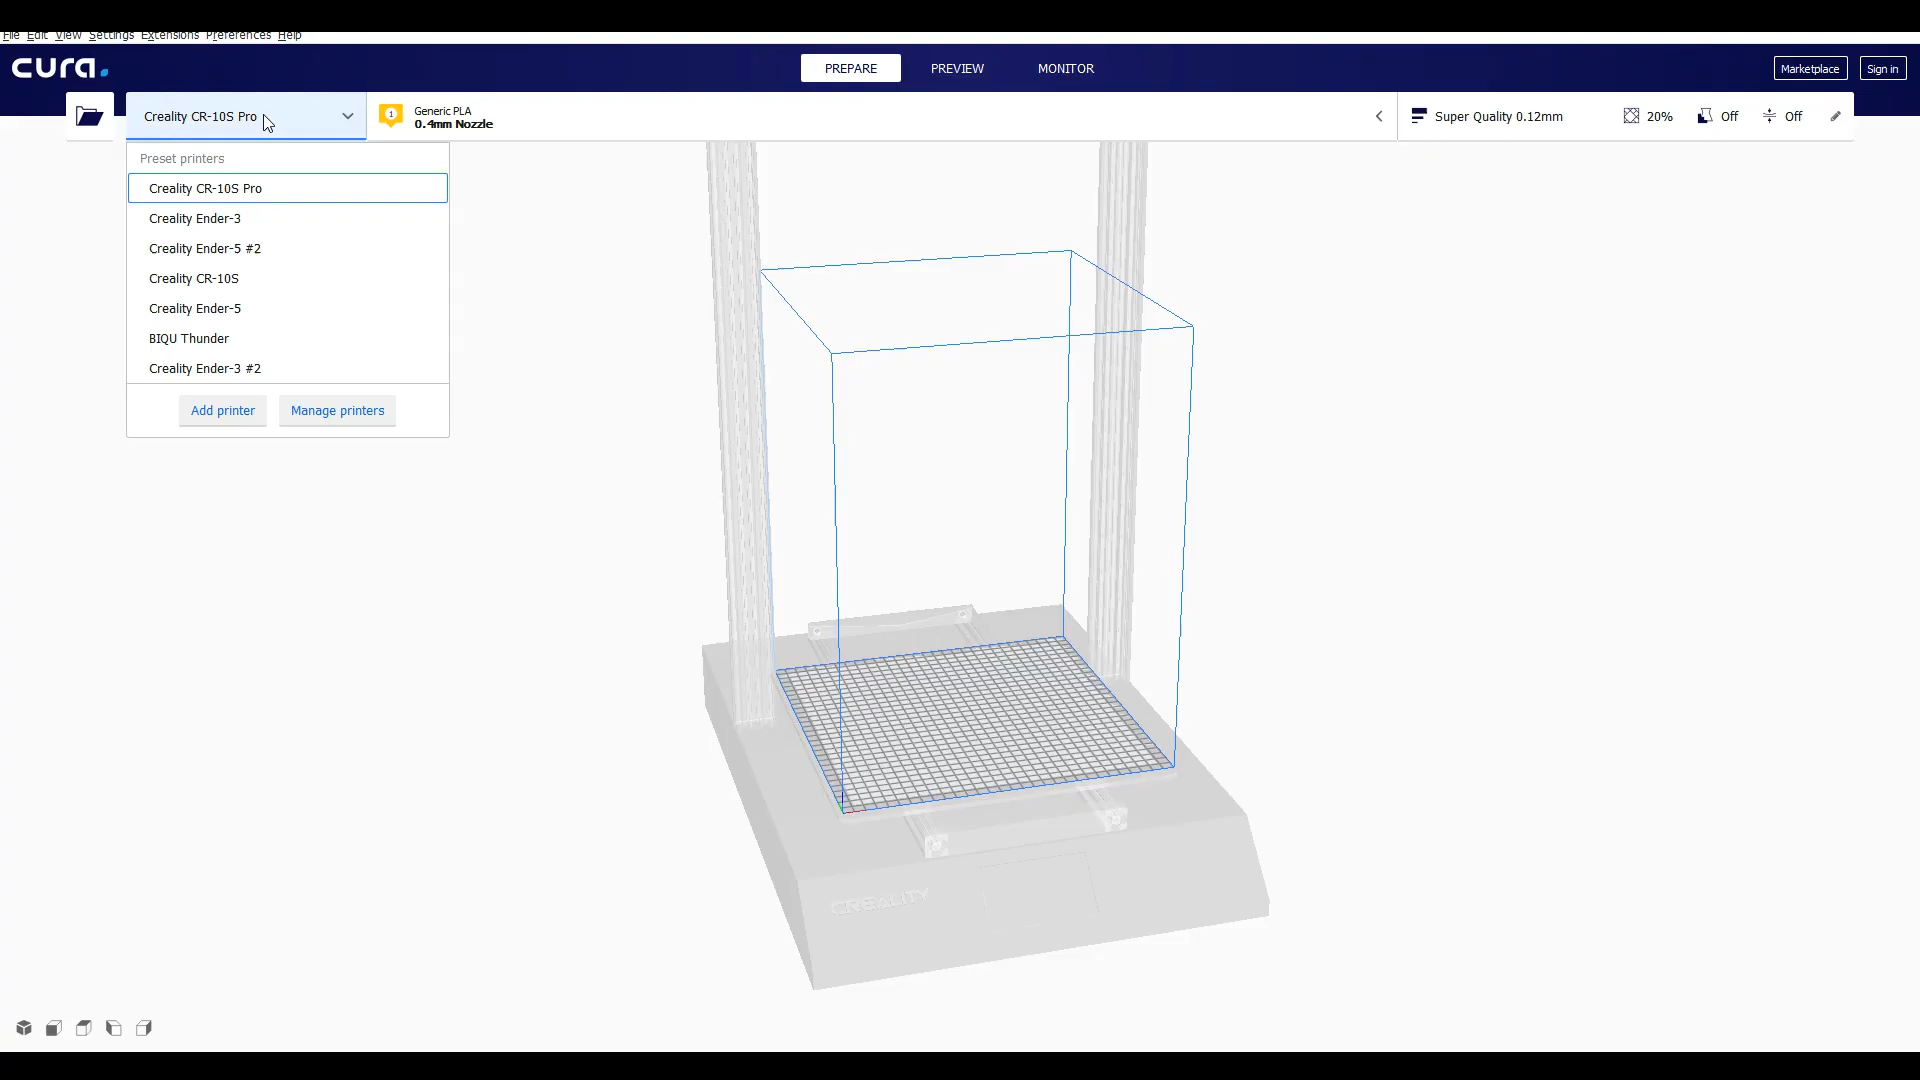 File Edit View Settings Extensions Preferences Help
cura.
PREPARE
PREVIEW
MONITOR
Marketplace
Sign in
Creality CR-10S Pro
1
Generic PLA
0.4mm Nozzle
Super Quality 0.12mm
20%
Off
Off
Preset printers
Creality CR-10S Pro
Creality Ender-3
Creality Ender-5 #2
Creality CR-10S
Creality Ender-5
BIQU Thunder
Creality Ender-3 #2
Add printer
Manage printers
CREALITY